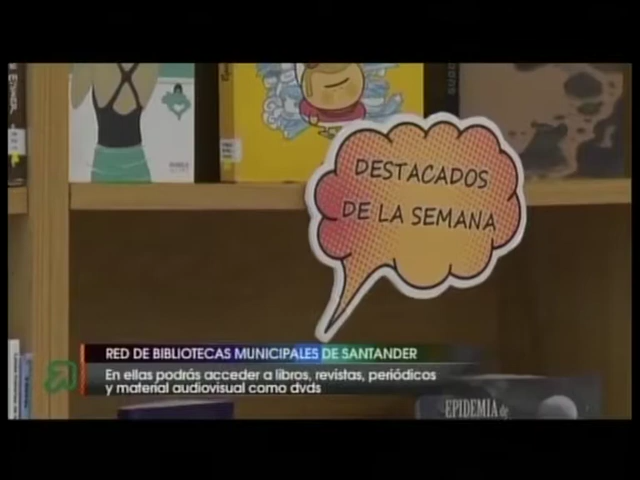 DESTACADOS
DE LA SEMANA
RED DE BIBLIOTECAS MUNICIPALES DE SANTANDER
En ellas podrás acceder a libros, revistas, periódicos
y material audiovisual como dvds
EPIDEMIA de